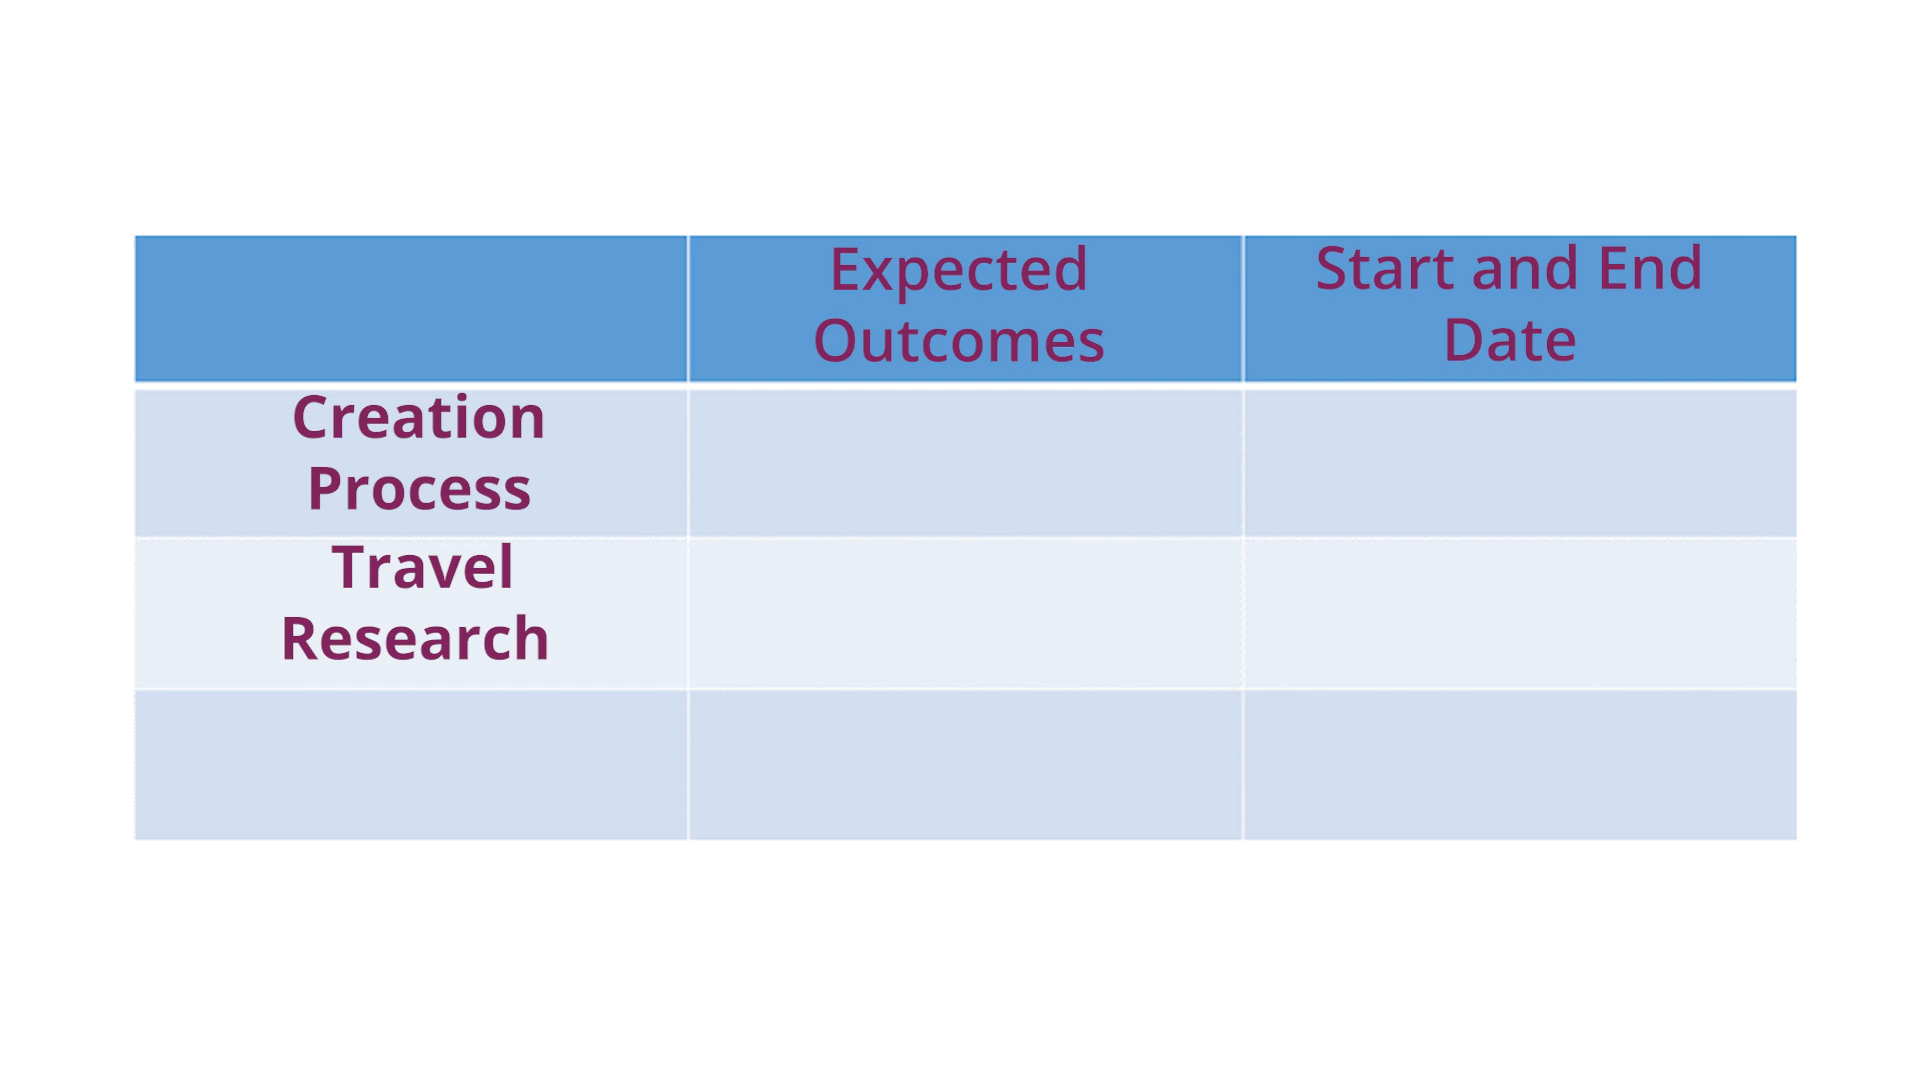 Expected
Outcomes
Start and End
Date
Creation
Process
Travel
Research